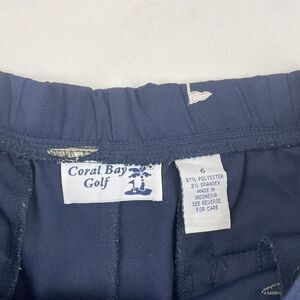 Coral Bay
Golf
6
97% POLYESTER
3% SPANDEX
MADE IN
INDONESIA
SEE REVERSE
FOR CARE